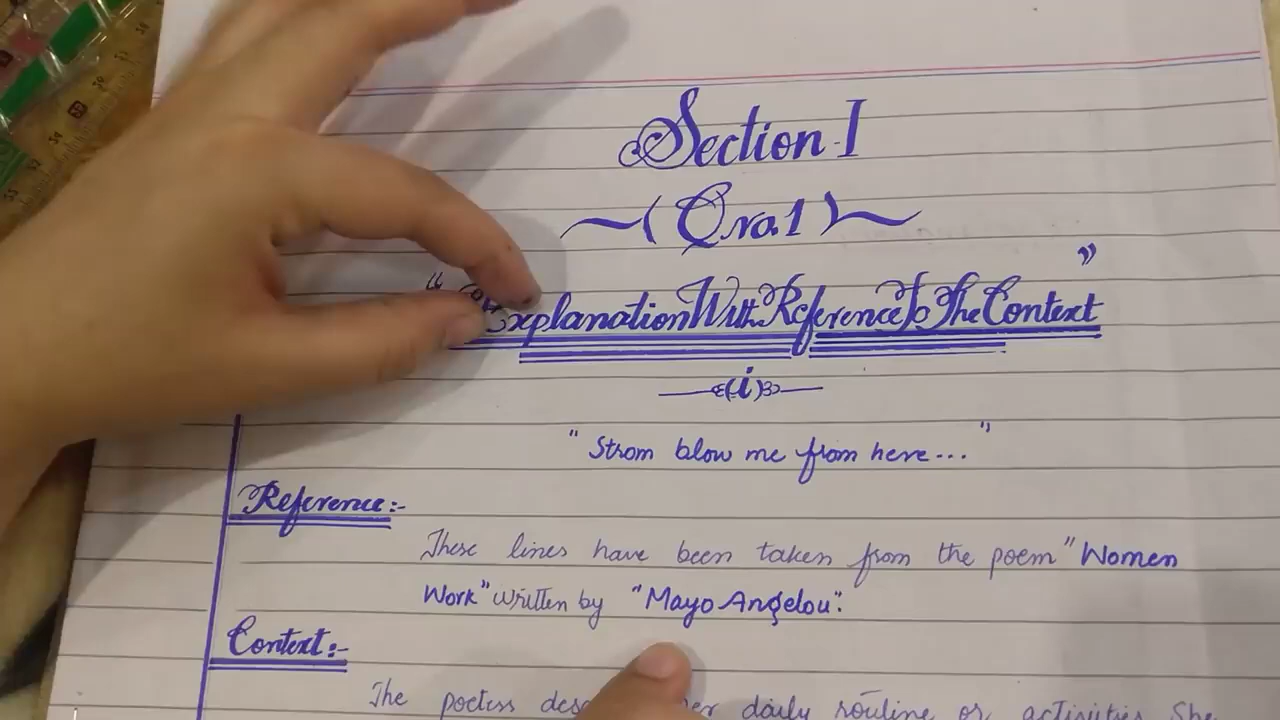 Section-I
(Q no.1)
"Explanation With Reference To The Context"
(i)
"Strom blow me from here..."
Reference:-
These lines have been taken from the poem "Women
Work" written by "Mayo Angelou".
Context:-
The poetess daily routine or activities She